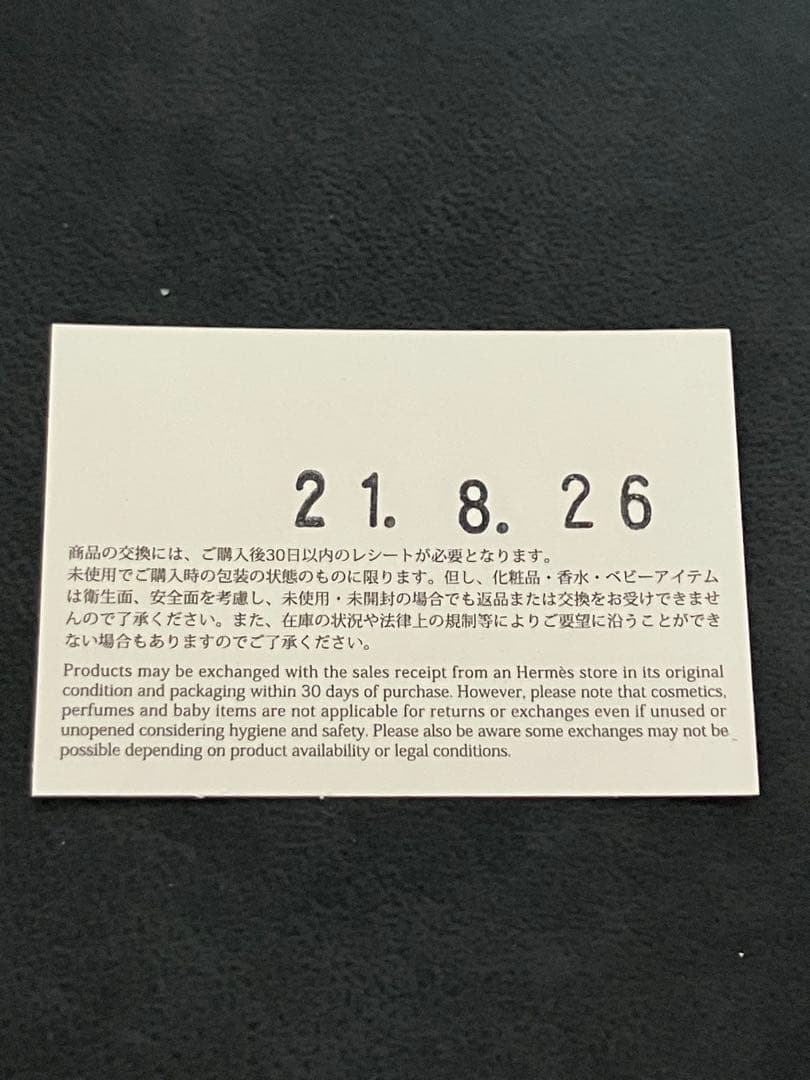 21. 8. 26
商品の交換には、ご購入後30日以内のレシートが必要となります。
未使用でご購入時の包装の状態のものに限ります。但し、化粧品・香水・ベビーアイテム
は衛生面、安全面を考慮し、未使用・未開封の場合でも返品または交換をお受けできませ
んので了承ください。また、在庫の状況や法律上の規制等によりご要望に沿うことができ
ない場合もありますのでご了承ください。
Products may be exchanged with the sales receipt from an Hermès store in its original
condition and packaging within 30 days of purchase. However, please note that cosmetics,
perfumes and baby items are not applicable for returns or exchanges even if unused or
unopened considering hygiene and safety. Please also be aware some exchanges may not be
possible depending on product availability or legal conditions.